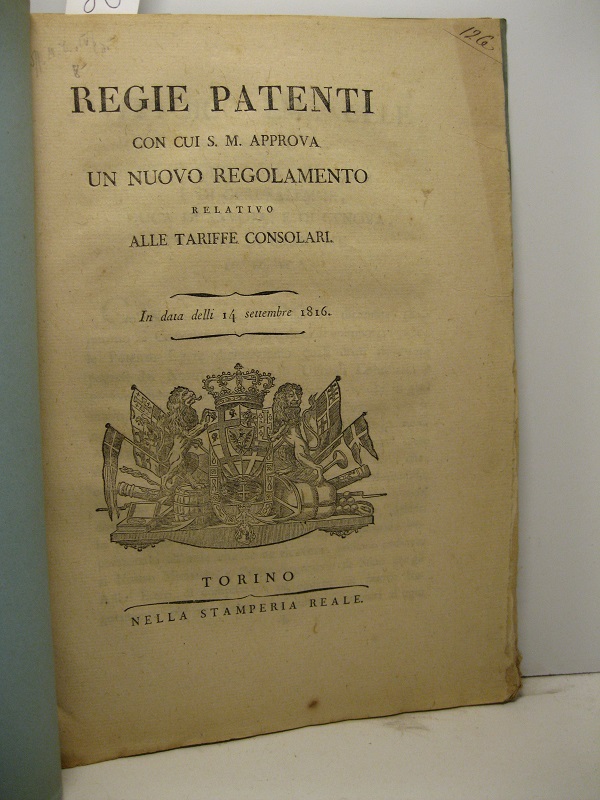 126
REGIE PATENTI
CON CUI S. M. APPROVA
UN NUOVO REGOLAMENTO
RELATIVO
ALLE TARIFFE CONSOLARI.
In data delli 14 settembre 1816.
TORINO
NELLA STAMPERIA REALE.